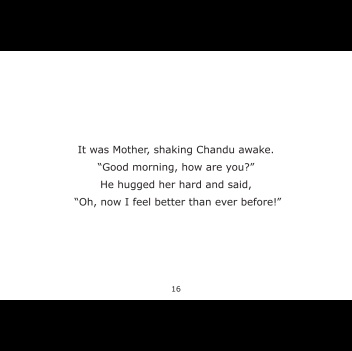 It was Mother, shaking Chandu awake.
“Good morning, how are you?”
He hugged her hard and said,
“Oh, now I feel better than ever before!”
16